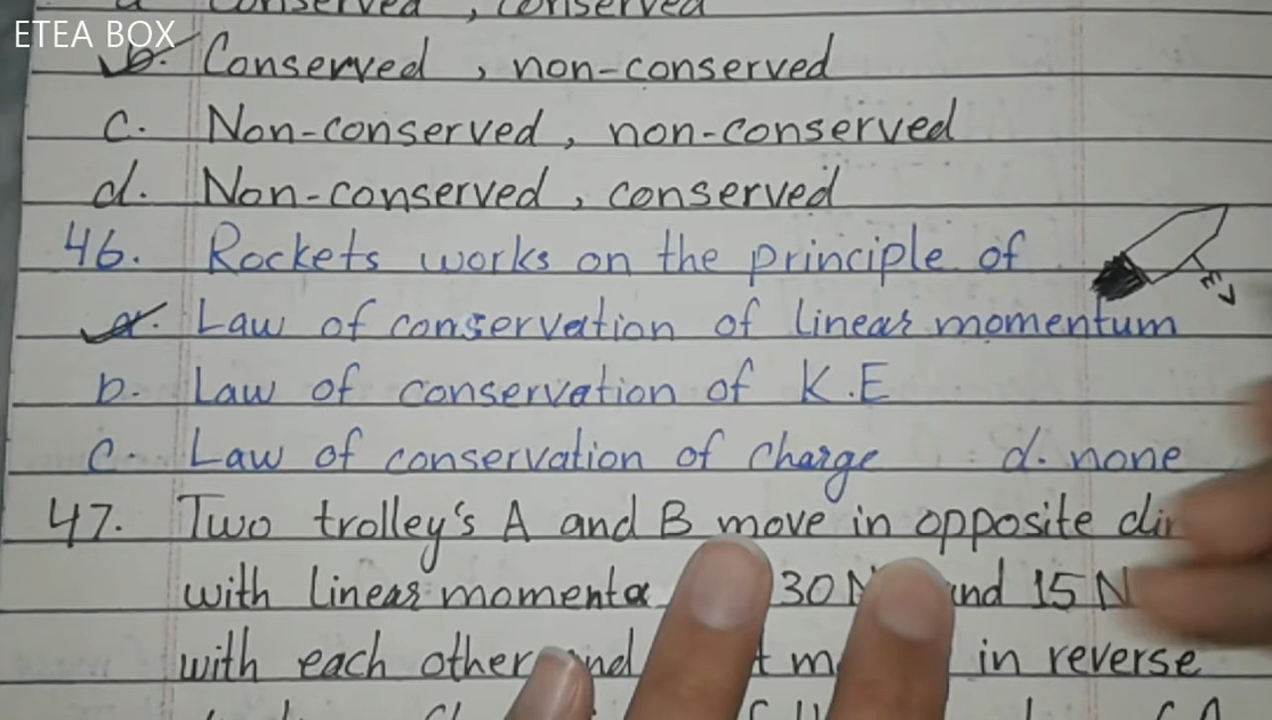 Conserved, conserved
ETEA BOX
b. Conserved, non-conserved
c. Non-conserved, non-conserved
d. Non-conserved, conserved
46. Rockets works on the principle of
a. Law of conservation of linear momentum
b. Law of conservation of K.E
c. Law of conservation of charge d. none
47. Two trolley's A and B move in opposite
with linear momenta 30 and 15 N
with each other in reverse